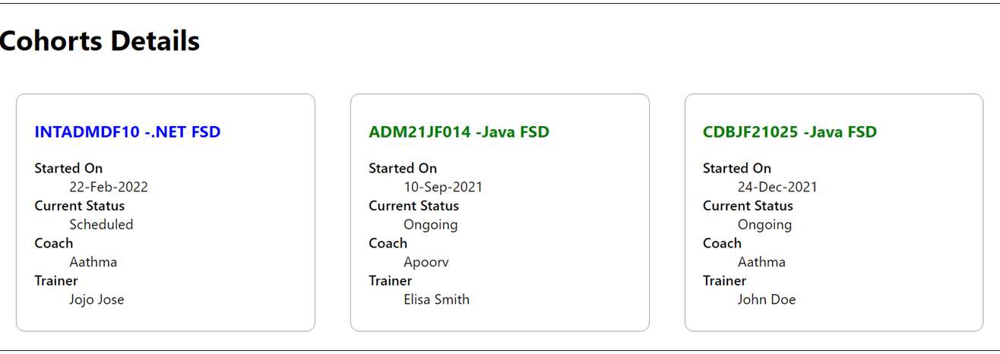 Cohorts Details
INTADMDF10 -.NET FSD
Started On
22-Feb-2022
Current Status
Scheduled
Coach
Aathma
Trainer
Jojo Jose
ADM21JF014 -Java FSD
Started On
10-Sep-2021
Current Status
Ongoing
Coach
Apoorv
Trainer
Elisa Smith
CDBJF21025 -Java FSD
Started On
24-Dec-2021
Current Status
Ongoing
Coach
Aathma
Trainer
John Doe